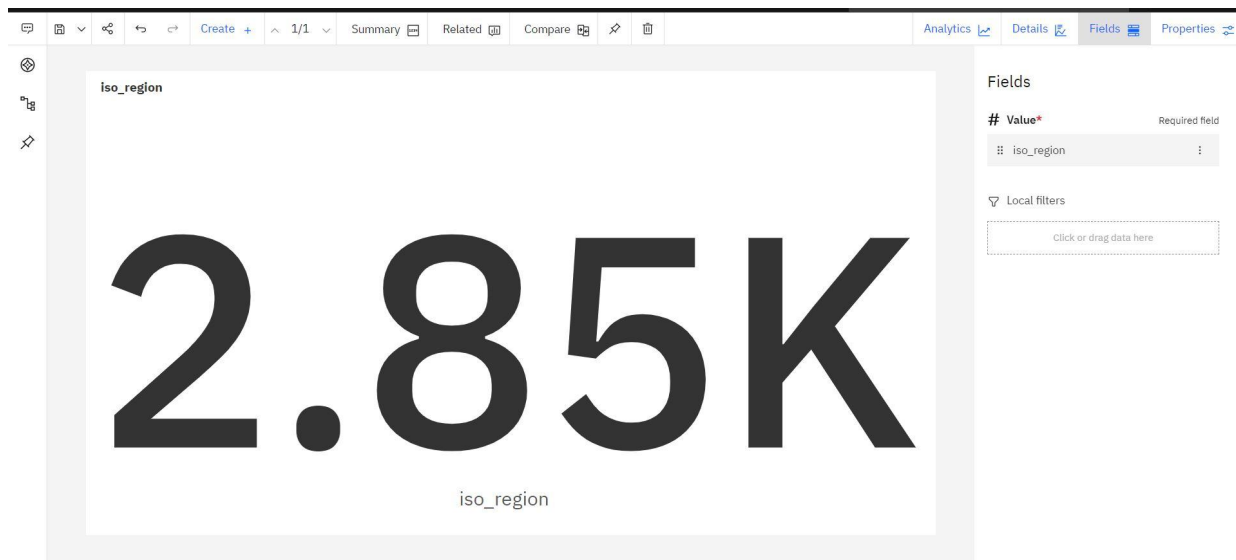 Create + 1/1 Summary Related Compare Analytics Details Fields Properties
iso_region
2.85K
iso_region
Fields
# Value* Required field
iso_region
Local filters
Click or drag data here